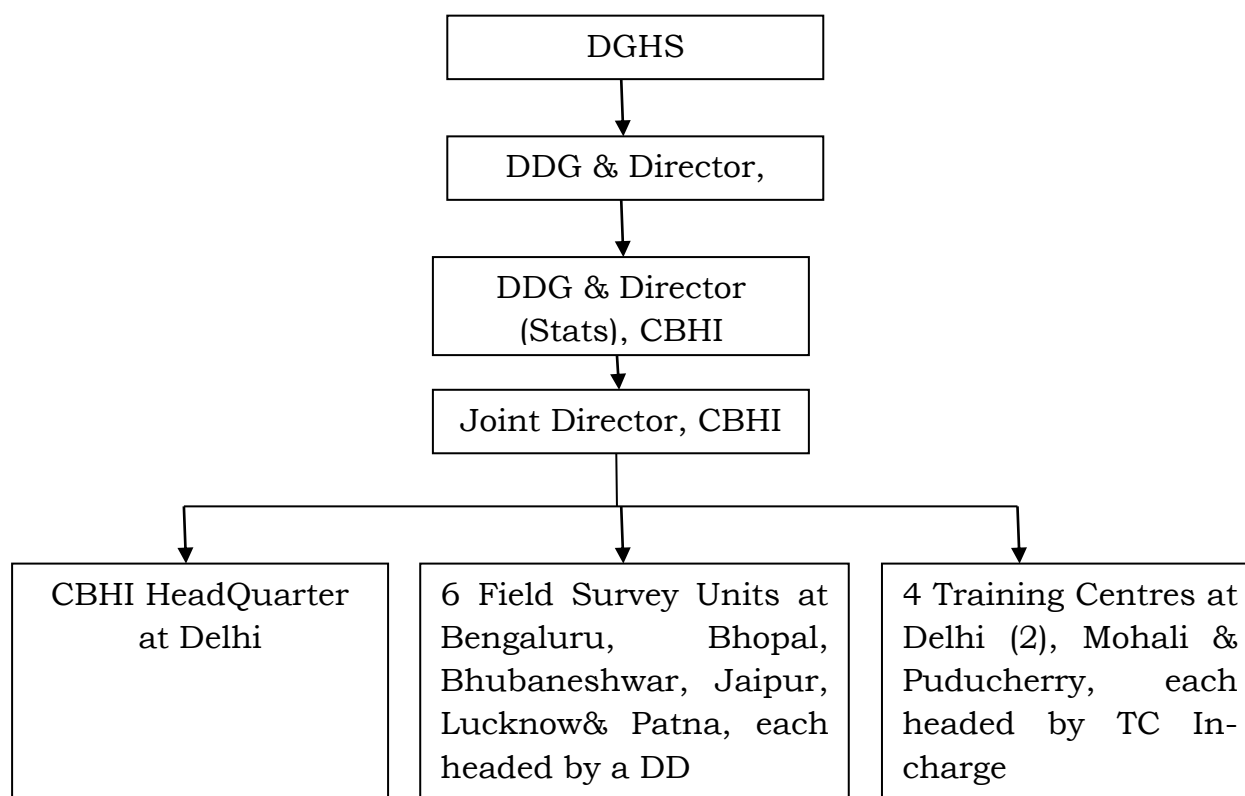 DGHS
DDG & Director,
DDG & Director
(Stats), CBHI
Joint Director, CBHI
CBHI HeadQuarter
at Delhi
6 Field Survey Units at
Bengaluru, Bhopal,
Bhubaneshwar, Jaipur,
Lucknow& Patna, each
headed by a DD
4 Training Centres at
Delhi (2), Mohali &
Puducherry, each
headed by TC In-
charge